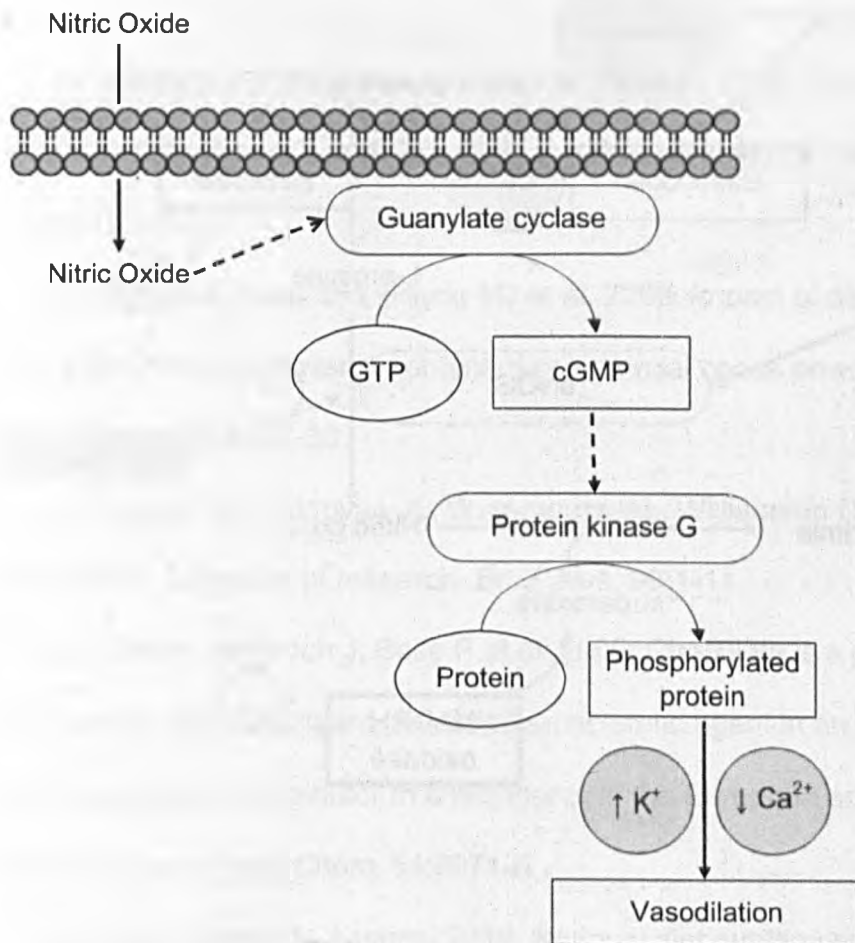 Nitric Oxide
Guanylate cyclase
Nitric Oxide
GTP
cGMP
Protein kinase G
Protein
Phosphorylated
protein
↑ K⁺
↓ Ca²⁺
Vasodilation